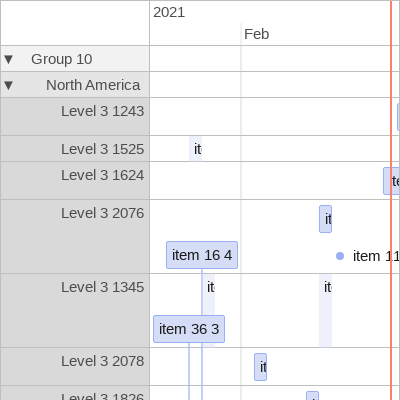 2021
Feb
▼ Group 10
▼ North America
Level 3 1243
Level 3 1525
it
Level 3 1624
Level 3 2076
it
item 16 4
item 11
Level 3 1345
it
it
item 36 3
Level 3 2078
it
Level 3 1826